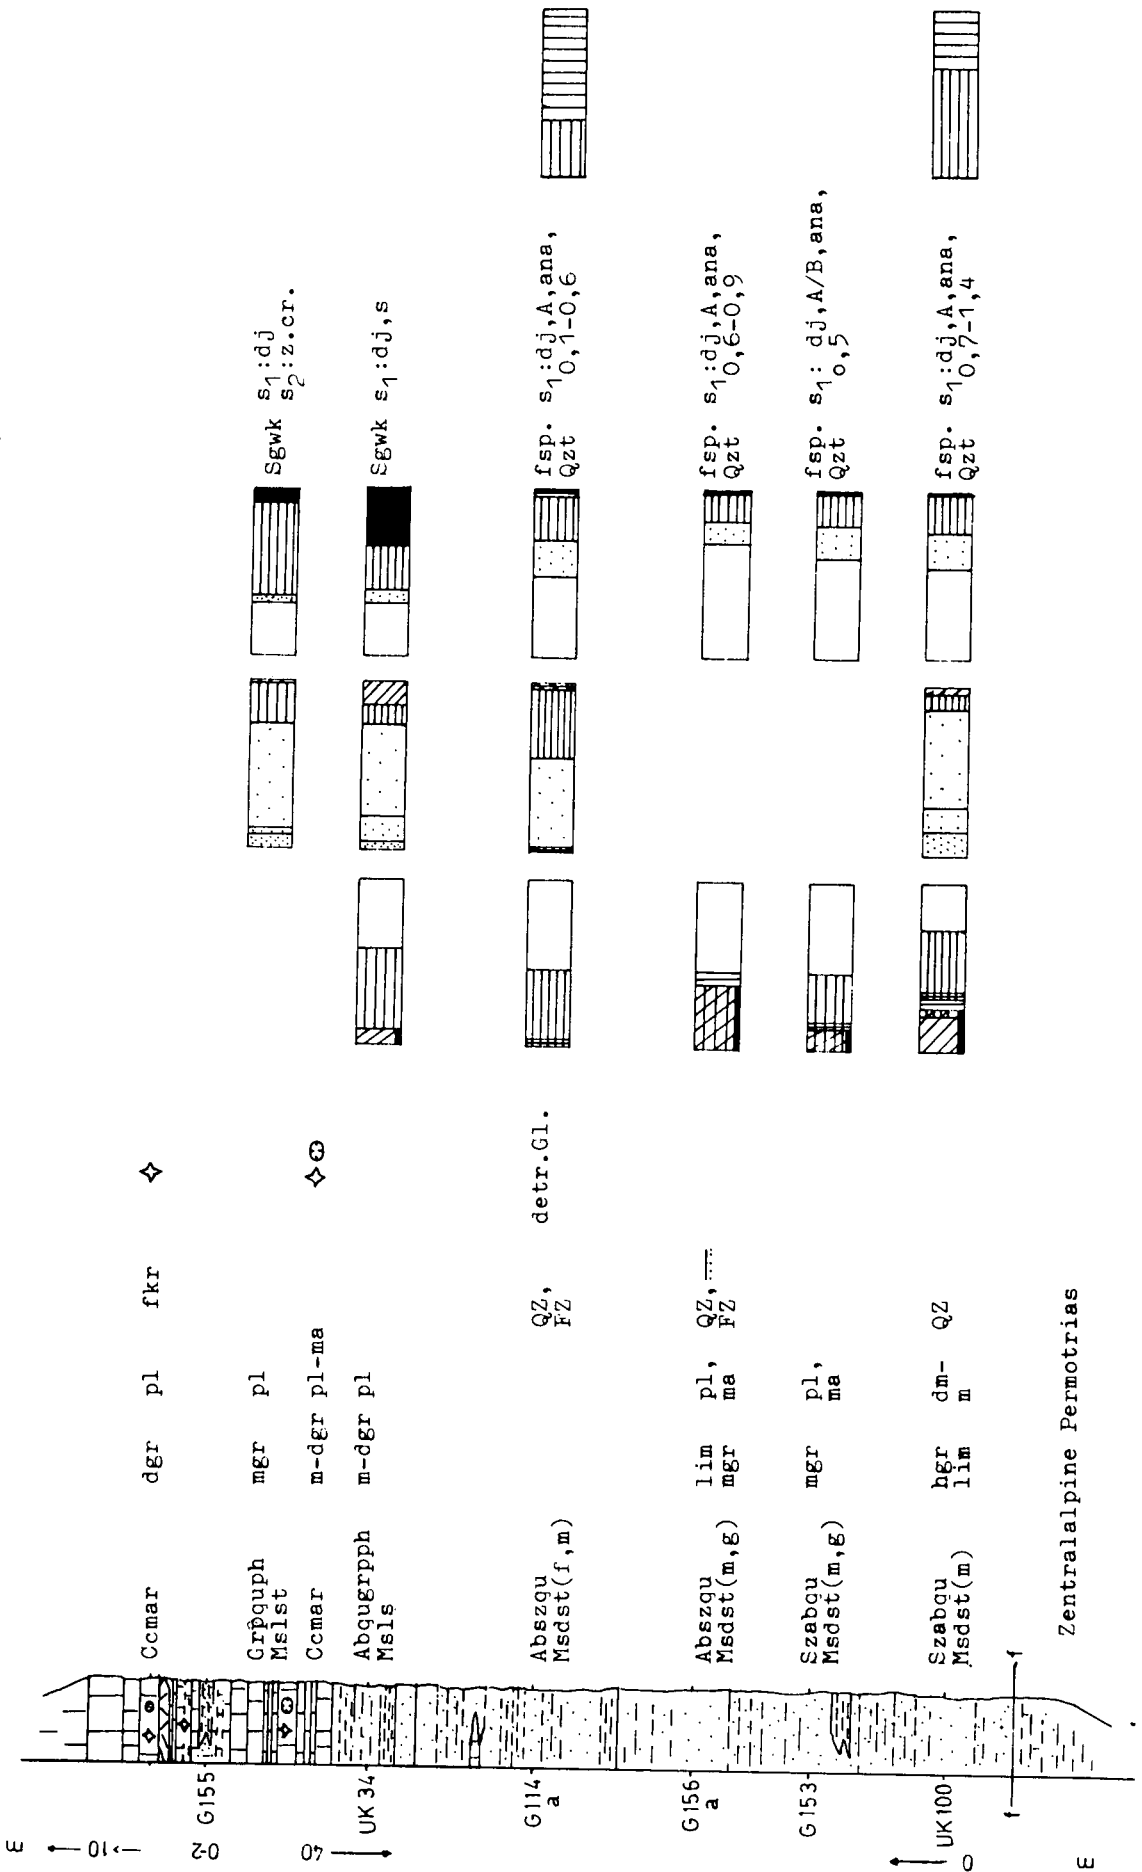 m
->10
0-2
40
0
m
Ccmar dgr pl fkr
G155
Grpquph mgr pl Sgwk s1:dj
Mslst s2:z.cr.
Ccmar m-dgr pl-ma
UK 34
Abqugrpph m-dgr pl Sgwk s1:dj,s
Msls
G114
a
Abszqu QZ, detr.Gl. fsp. s1:dj,A,ana,
Msdst(f,m) FZ Qzt 0,1-0,6
G156
a
Abszqu lim pl, QZ, fsp. s1:dj,A,ana,
Msdst(m,g) mgr ma FZ Qzt 0,6-0,9
G153
Szabqu mgr pl, fsp. s1: dj,A/B,ana,
Msdst(m,g) ma Qzt 0,5
UK100
Szabqu hgr dm- QZ fsp. s1:dj,A,ana,
Msdst(m) lim m Qzt 0,7-1,4
f f
Zentralalpine Permotrias